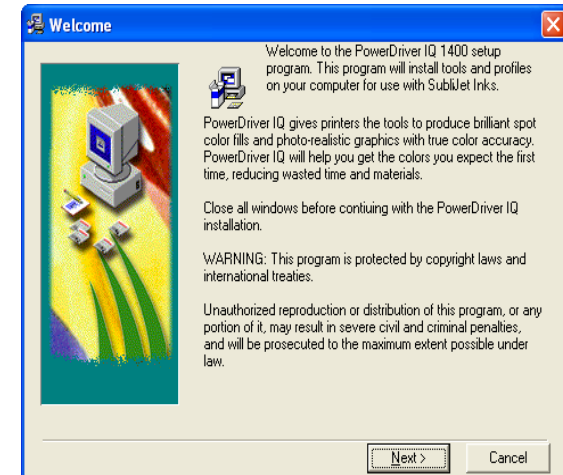 Welcome
Welcome to the PowerDriver IQ 1400 setup
program. This program will install tools and profiles
on your computer for use with SubliJet Inks.
PowerDriver IQ gives printers the tools to produce brilliant spot
color fills and photo-realistic graphics with true color accuracy.
PowerDriver IQ will help you get the colors you expect the first
time, reducing wasted time and materials.
Close all windows before contiuing with the PowerDriver IQ
installation.
WARNING: This program is protected by copyright laws and
international treaties.
Unauthorized reproduction or distribution of this program, or any
portion of it, may result in severe civil and criminal penalties,
and will be prosecuted to the maximum extent possible under
law.
Next > Cancel